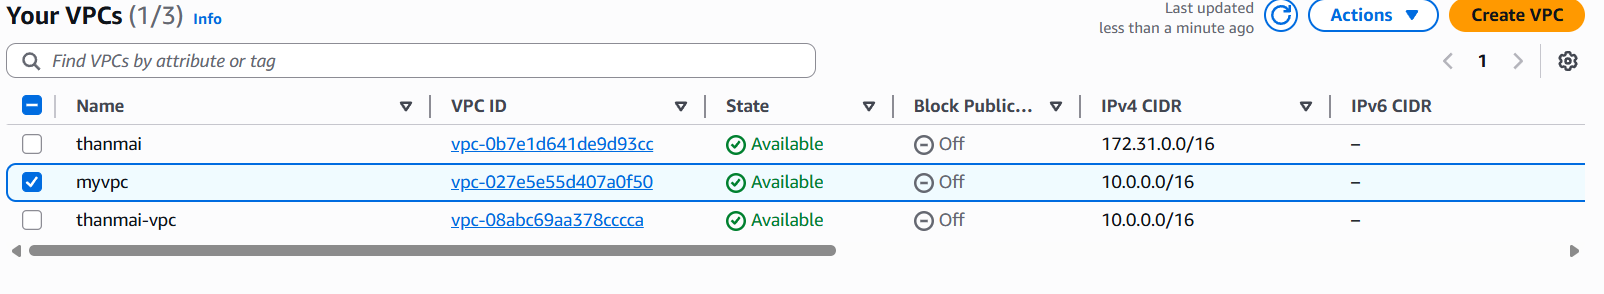 Your VPCs (1/3) Info
Last updated
less than a minute ago
Actions
Create VPC
Find VPCs by attribute or tag
1
Name VPC ID State Block Public... IPv4 CIDR IPv6 CIDR
thanmai vpc-0b7e1d641de9d93cc Available Off 172.31.0.0/16 –
myvpc vpc-027e5e55d407a0f50 Available Off 10.0.0.0/16 –
thanmai-vpc vpc-08abc69aa378cccca Available Off 10.0.0.0/16 –